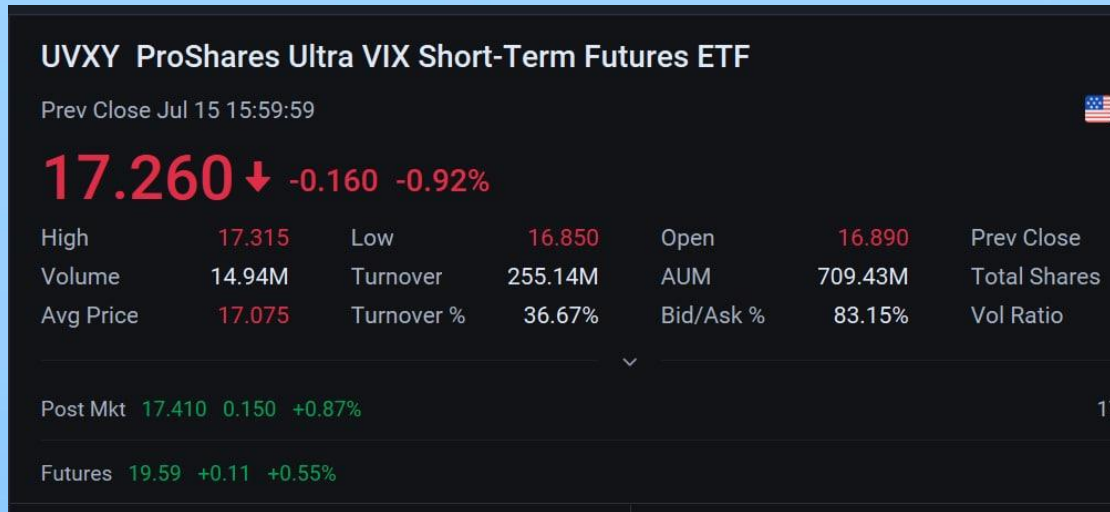 UVXY ProShares Ultra VIX Short-Term Futures ETF
Prev Close Jul 15 15:59:59
17.260 -0.160 -0.92%
High 17.315 Low 16.850 Open 16.890 Prev Close
Volume 14.94M Turnover 255.14M AUM 709.43M Total Shares
Avg Price 17.075 Turnover % 36.67% Bid/Ask % 83.15% Vol Ratio
Post Mkt 17.410 0.150 +0.87%
Futures 19.59 +0.11 +0.55%